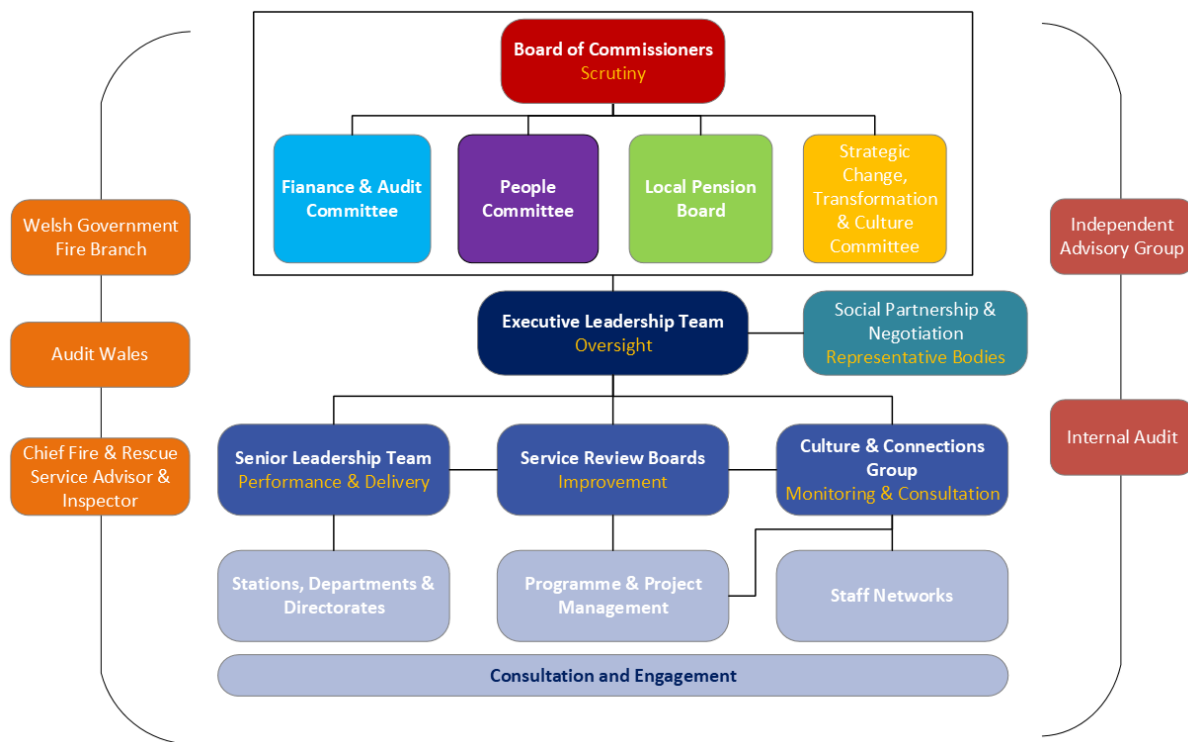 Board of Commissioners
Scrutiny
Fianance & Audit
Committee
People
Committee
Local Pension
Board
Strategic
Change,
Transformation
& Culture
Committee
Welsh Government
Fire Branch
Audit Wales
Chief Fire & Rescue
Service Advisor &
Inspector
Independent
Advisory Group
Internal Audit
Executive Leadership Team
Oversight
Social Partnership &
Negotiation
Representative Bodies
Senior Leadership Team
Performance & Delivery
Service Review Boards
Improvement
Culture & Connections
Group
Monitoring & Consultation
Stations, Departments &
Directorates
Programme & Project
Management
Staff Networks
Consultation and Engagement